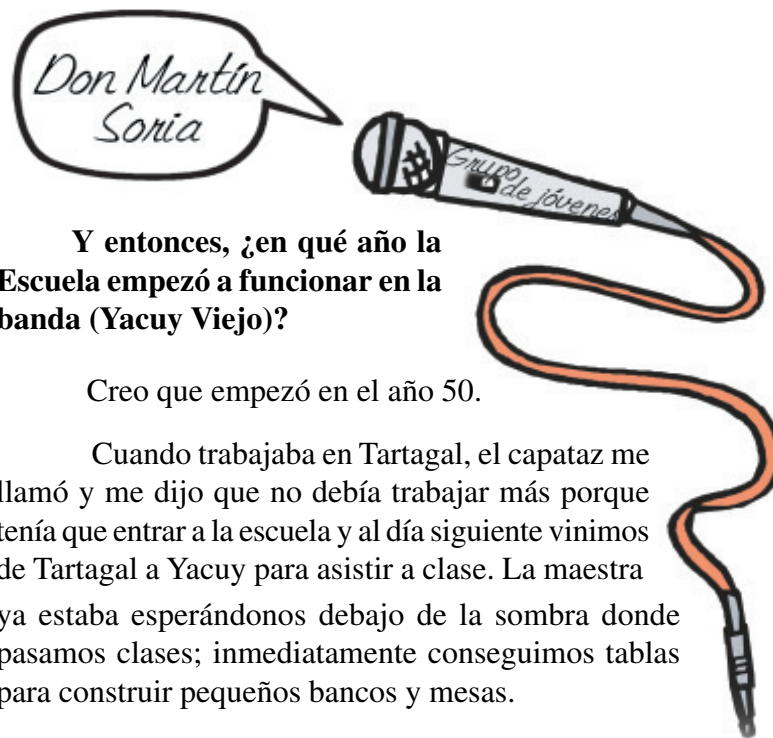 Don Martín
Soria
Grupo
de jóvenes
Y entonces, ¿en qué año la
Escuela empezó a funcionar en la
banda (Yacuy Viejo)?
Creo que empezó en el año 50.
Cuando trabajaba en Tartagal, el capataz me
llamó y me dijo que no debía trabajar más porque
tenía que entrar a la escuela y al día siguiente vinimos
de Tartagal a Yacuy para asistir a clase. La maestra
ya estaba esperándonos debajo de la sombra donde
pasamos clases; inmediatamente conseguimos tablas
para construir pequeños bancos y mesas.